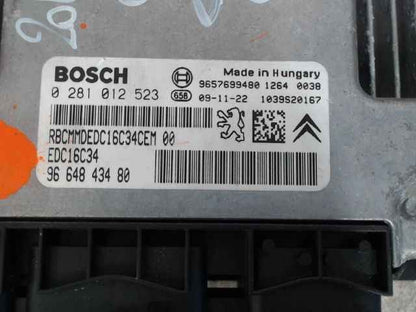 BOSCH
Made in Hungary
9657699480 1264 0038
0 281 012 523
658 09-11-22 1039S20167
RBCMMDEDC16C34CEM 00
EDC16C34
96 648 434 80